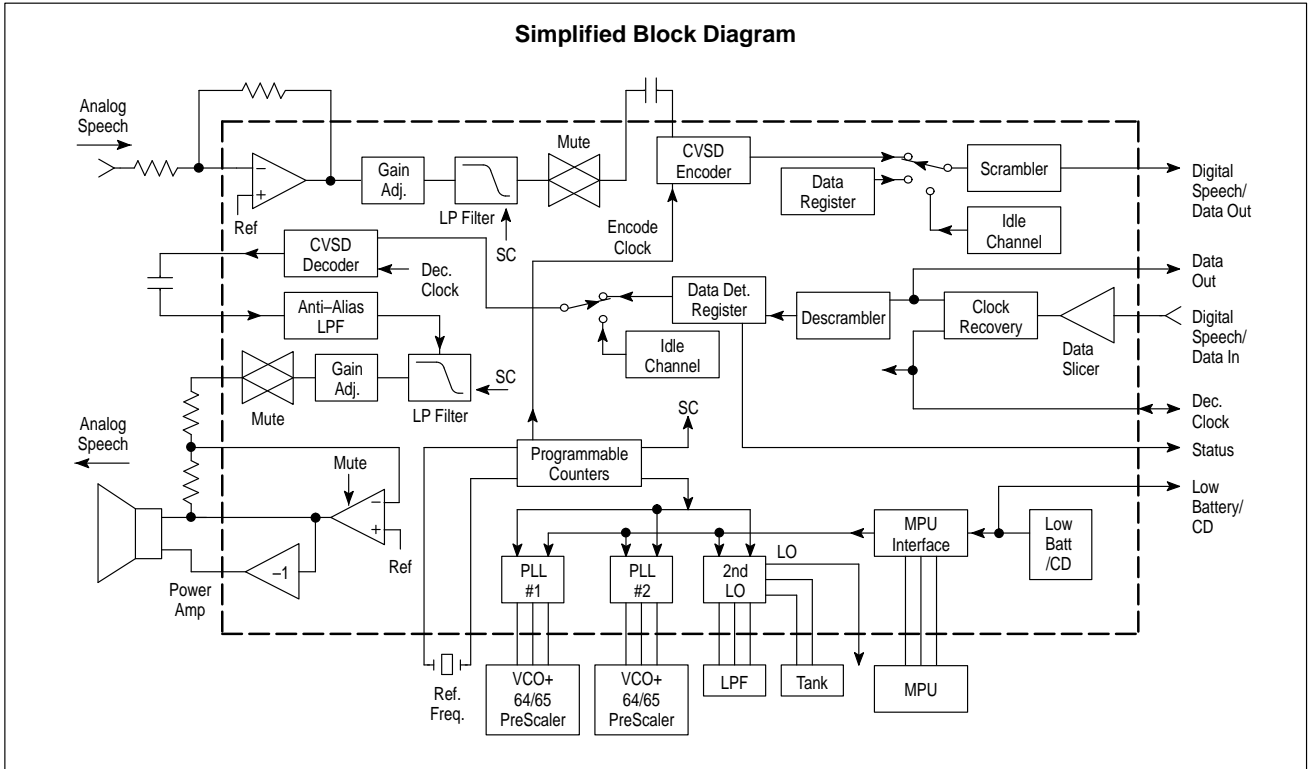 Simplified Block Diagram
Analog
Speech
−
+
Ref
Gain
Adj.
LP Filter
SC
Mute
CVSD
Encoder
Encode
Clock
Data
Register
Scrambler
Idle
Channel
Digital
Speech/
Data Out
CVSD
Decoder
Dec.
Clock
Anti–Alias
LPF
Mute
Gain
Adj.
LP Filter
SC
Idle
Channel
Data Det.
Register
Descrambler
Clock
Recovery
Data
Slicer
Data
Out
Digital
Speech/
Data In
Dec.
Clock
Status
Low
Battery/
CD
Analog
Speech
Mute
−
+
Ref
–1
Power
Amp
Programmable
Counters
SC
PLL
#1
PLL
#2
2nd
LO
LO
MPU
Interface
Low
Batt
/CD
Ref.
Freq.
VCO+
64/65
PreScaler
VCO+
64/65
PreScaler
LPF
Tank
MPU